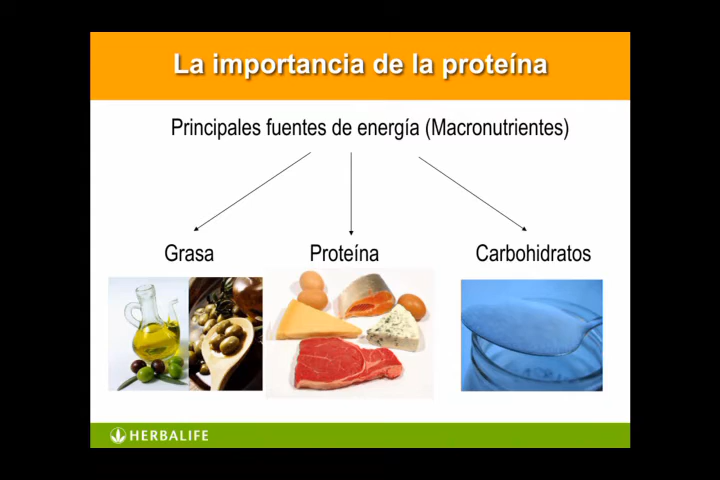 La importancia de la proteína
Principales fuentes de energía (Macronutrientes)
Grasa
Proteína
Carbohidratos
HERBALIFE